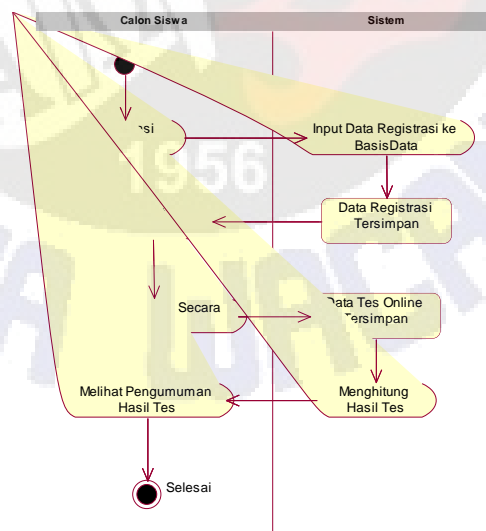 Calon Siswa
Sistem
Input Data Registrasi ke
BasisData
1956
Data Registrasi
Tersimpan
Secara
Data Tes Online
Tersimpan
Melihat Pengumuman
Hasil Tes
Menghitung
Hasil Tes
Selesai